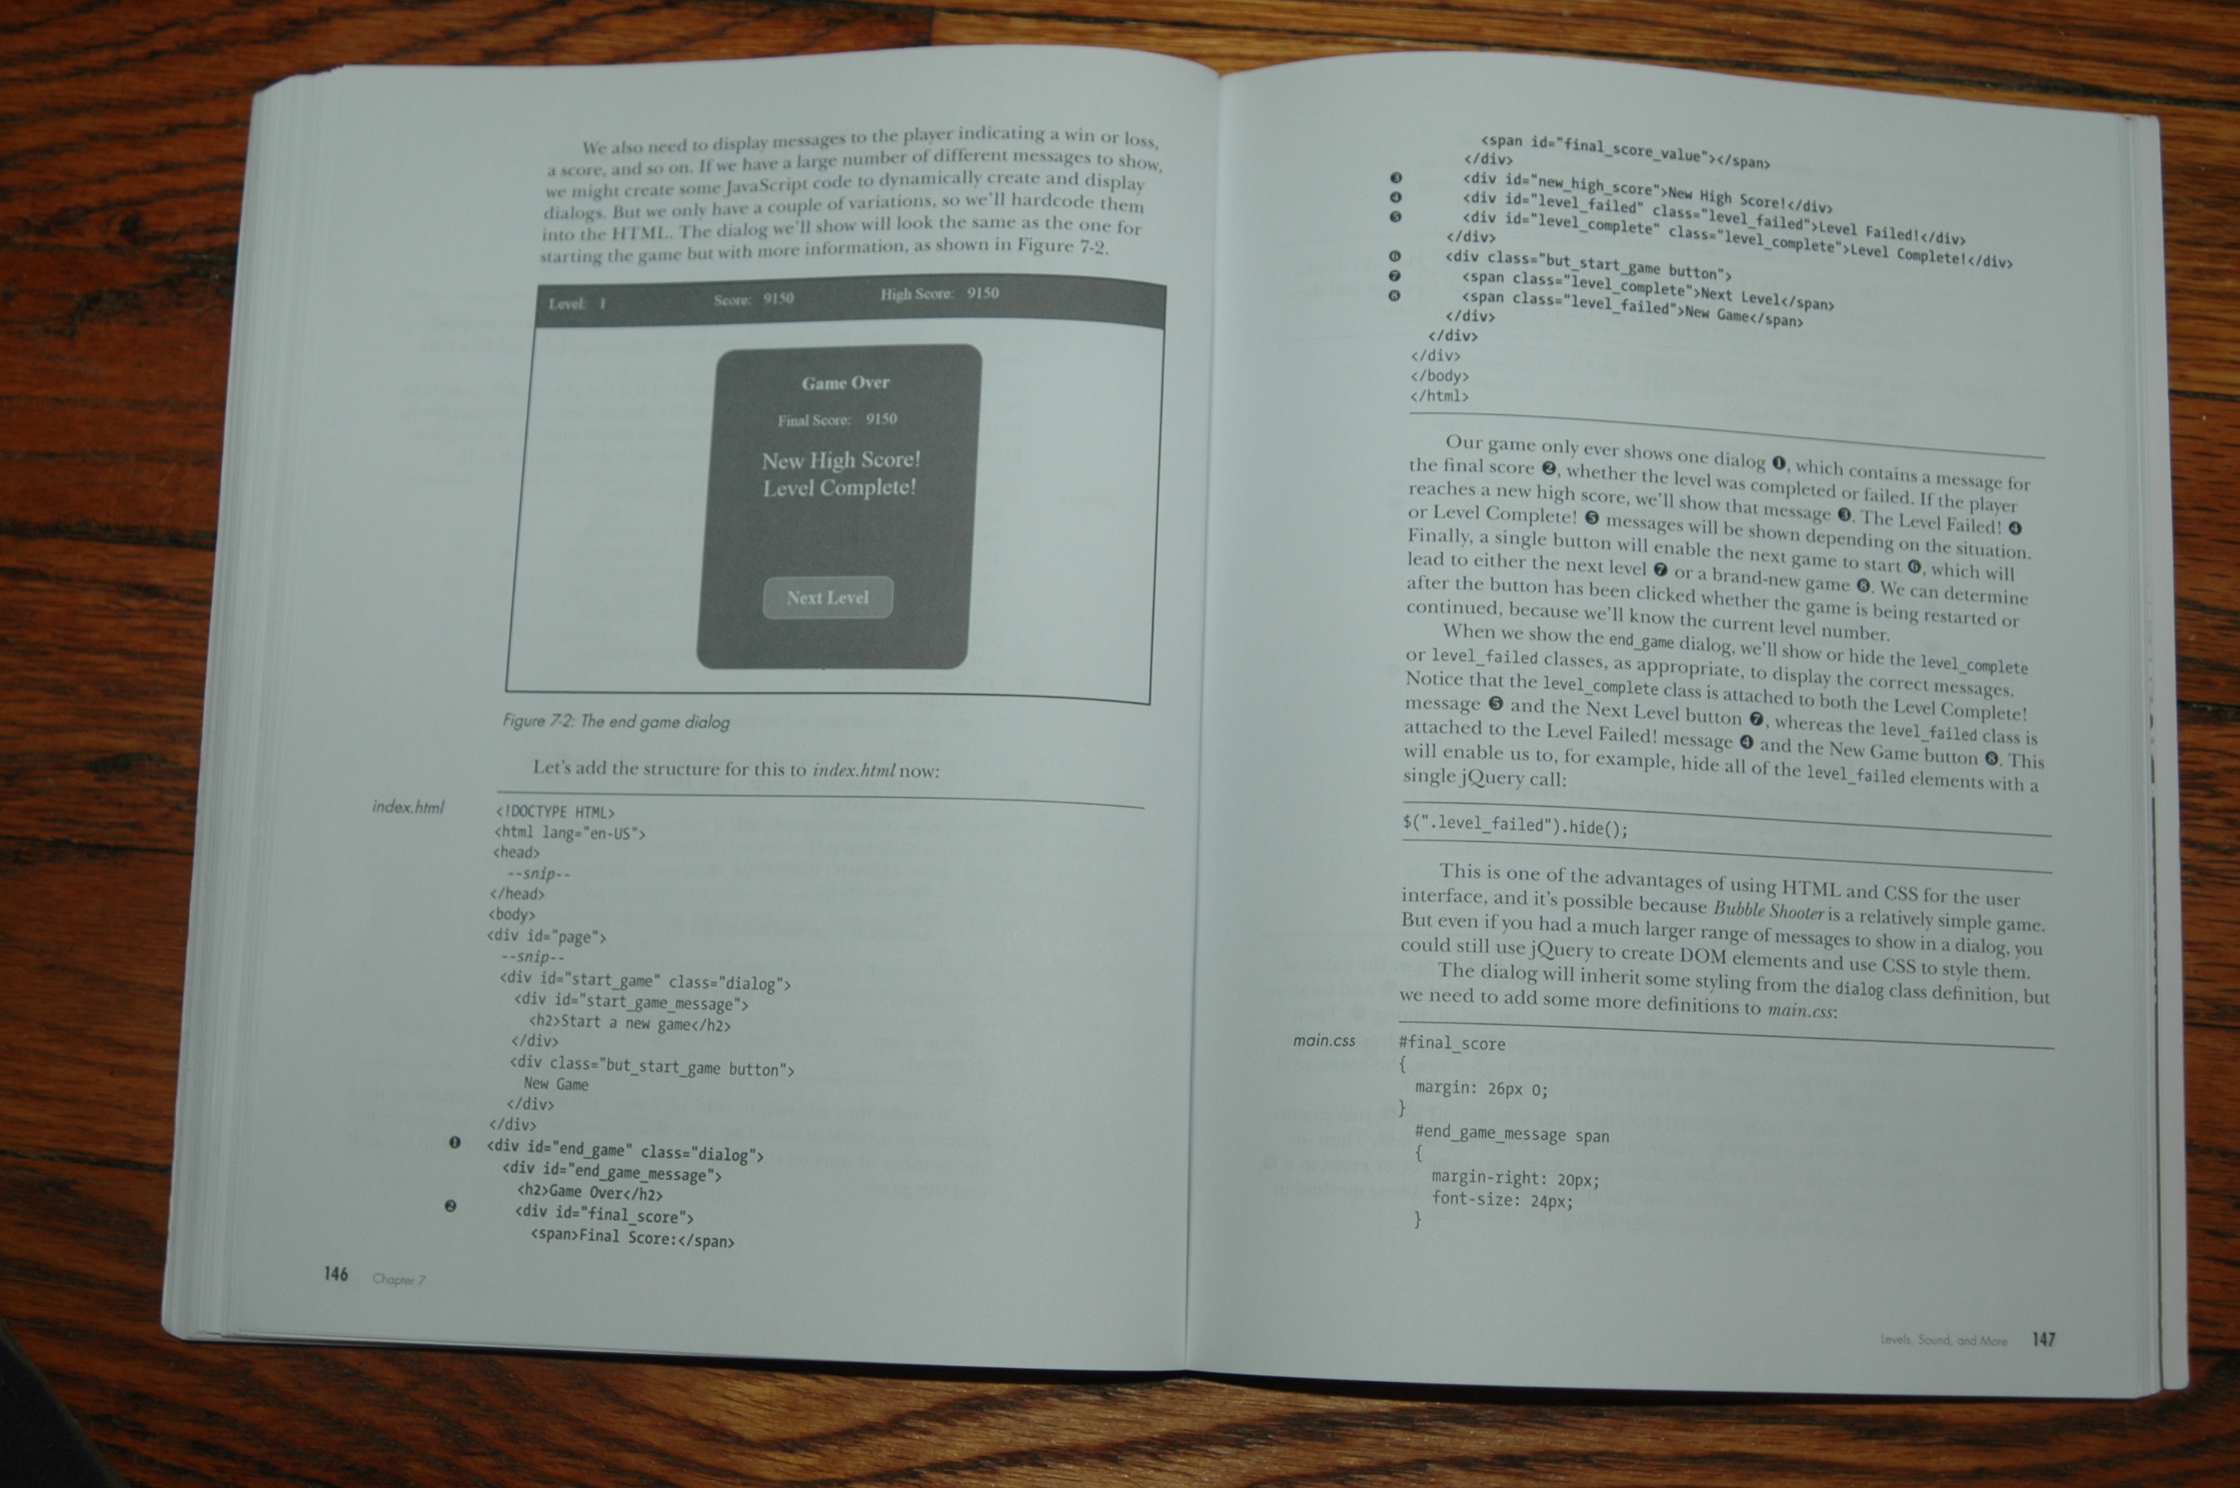 We also need to display messages to the player indicating a win or loss,
a score, and so on. If we have a large number of different messages to show,
we might create some JavaScript code to dynamically create and display
dialogs. But we only have a couple of variations, so we'll hardcode them
into the HTML. The dialog we'll show will look the same as the one for
starting the game but with more information, as shown in Figure 7-2.
Level: 1 Score: 9150 High Score: 9150
Game Over
Final Score: 9150
New High Score!
Level Complete!
Next Level
Figure 7-2: The end game dialog
Let's add the structure for this to index.html now:
index.html
<!DOCTYPE HTML>
<html lang="en-US">
<head>
--snip--
</head>
<body>
<div id="page">
--snip--
<div id="start_game" class="dialog">
<div id="start_game_message">
<h2>Start a new game</h2>
</div>
<div class="but_start_game button">
New Game
</div>
</div>
❶ <div id="end_game" class="dialog">
<div id="end_game_message">
<h2>Game Over</h2>
❷ <div id="final_score">
<span>Final Score:</span>
146 Chapter 7
<span id="final_score_value"></span>
</div>
❸ <div id="new_high_score">New High Score!</div>
❹ <div id="level_failed" class="level_failed">Level Failed!</div>
❺ <div id="level_complete" class="level_complete">Level Complete!</div>
</div>
❻ <div class="but_start_game button">
❼ <span class="level_complete">Next Level</span>
❽ <span class="level_failed">New Game</span>
</div>
</div>
</div>
</body>
</html>
Our game only ever shows one dialog ❶, which contains a message for
the final score ❷, whether the level was completed or failed. If the player
reaches a new high score, we'll show that message ❸. The Level Failed! ❹
or Level Complete! ❺ messages will be shown depending on the situation.
Finally, a single button will enable the next game to start ❻, which will
lead to either the next level ❼ or a brand-new game ❽. We can determine
after the button has been clicked whether the game is being restarted or
continued, because we'll know the current level number.
When we show the end_game dialog, we'll show or hide the level_complete
or level_failed classes, as appropriate, to display the correct messages.
Notice that the level_complete class is attached to both the Level Complete!
message ❺ and the Next Level button ❼, whereas the level_failed class is
attached to the Level Failed! message ❹ and the New Game button ❽. This
will enable us to, for example, hide all of the level_failed elements with a
single jQuery call:
$(".level_failed").hide();
This is one of the advantages of using HTML and CSS for the user
interface, and it's possible because Bubble Shooter is a relatively simple game.
But even if you had a much larger range of messages to show in a dialog, you
could still use jQuery to create DOM elements and use CSS to style them.
The dialog will inherit some styling from the dialog class definition, but
we need to add some more definitions to main.css:
main.css
#final_score
{
margin: 26px 0;
}
#end_game_message span
{
margin-right: 20px;
font-size: 24px;
}
Levels, Sound, and More 147